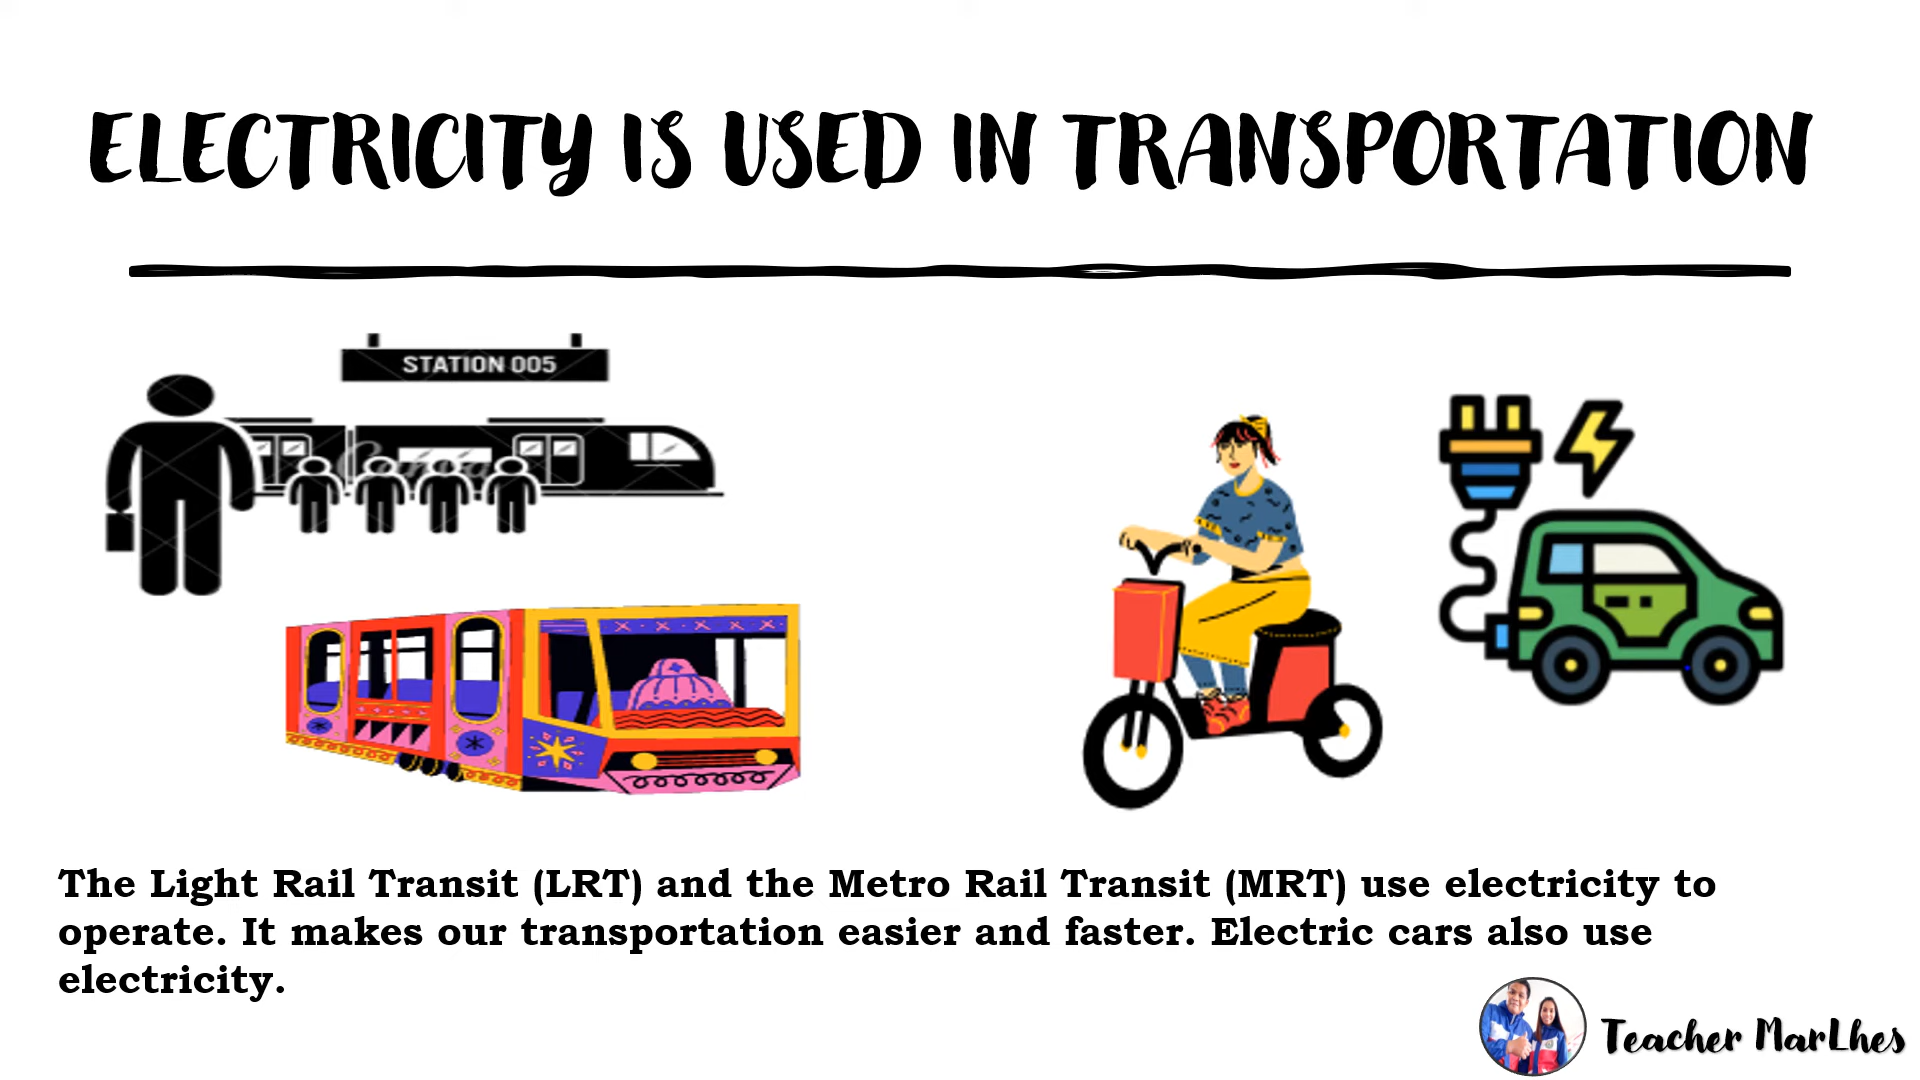 ELECTRICITY IS USED IN TRANSPORTATION
STATION 005
Canva
The Light Rail Transit (LRT) and the Metro Rail Transit (MRT) use electricity to
operate. It makes our transportation easier and faster. Electric cars also use
electricity.
Teacher MarLhes